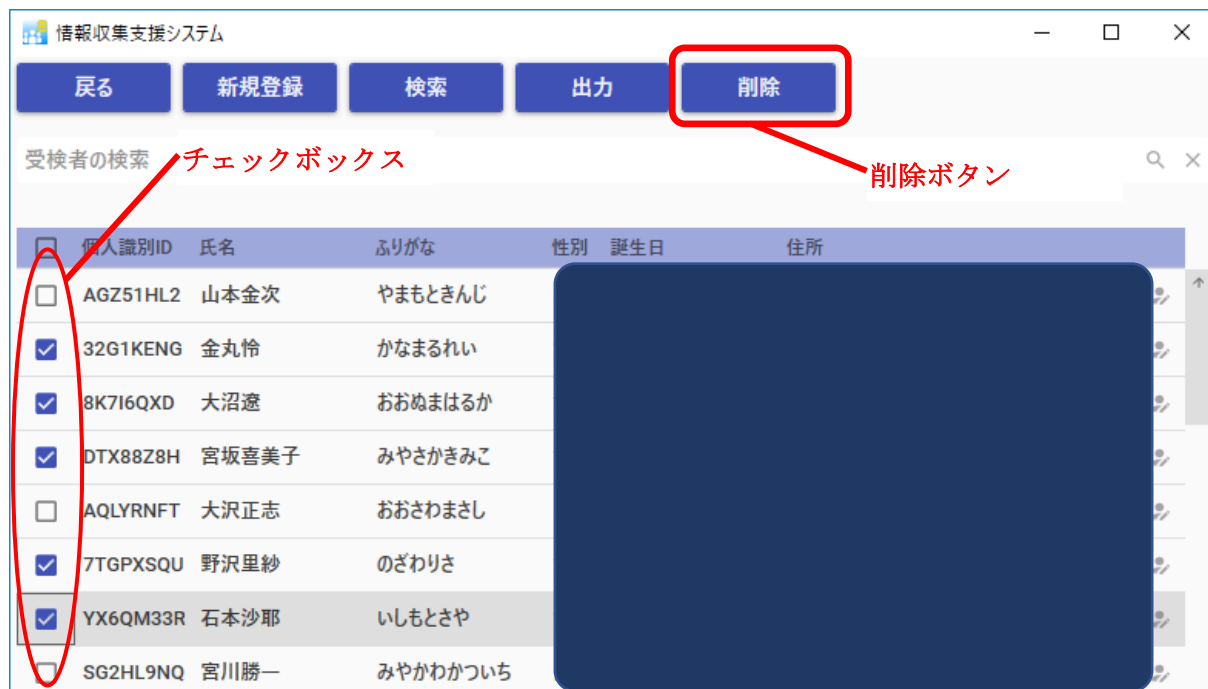 情報収集支援システム
戻る 新規登録 検索 出力 削除
受検者の検索 チェックボックス
削除ボタン
個人識別ID 氏名 ふりがな 性別 誕生日 住所
AGZ51HL2 山本金次 やまもときんじ
32G1KENG 金丸怜 かなまるれい
8K7I6QXD 大沼遼 おおぬまはるか
DTX88Z8H 宮坂喜美子 みやさかきみこ
AQLYRNFT 大沢正志 おおさわまさし
7TGPXSQU 野沢里紗 のざわりさ
YX6QM33R 石本沙耶 いしもとさや
SG2HL9NQ 宮川勝一 みやかわかついち